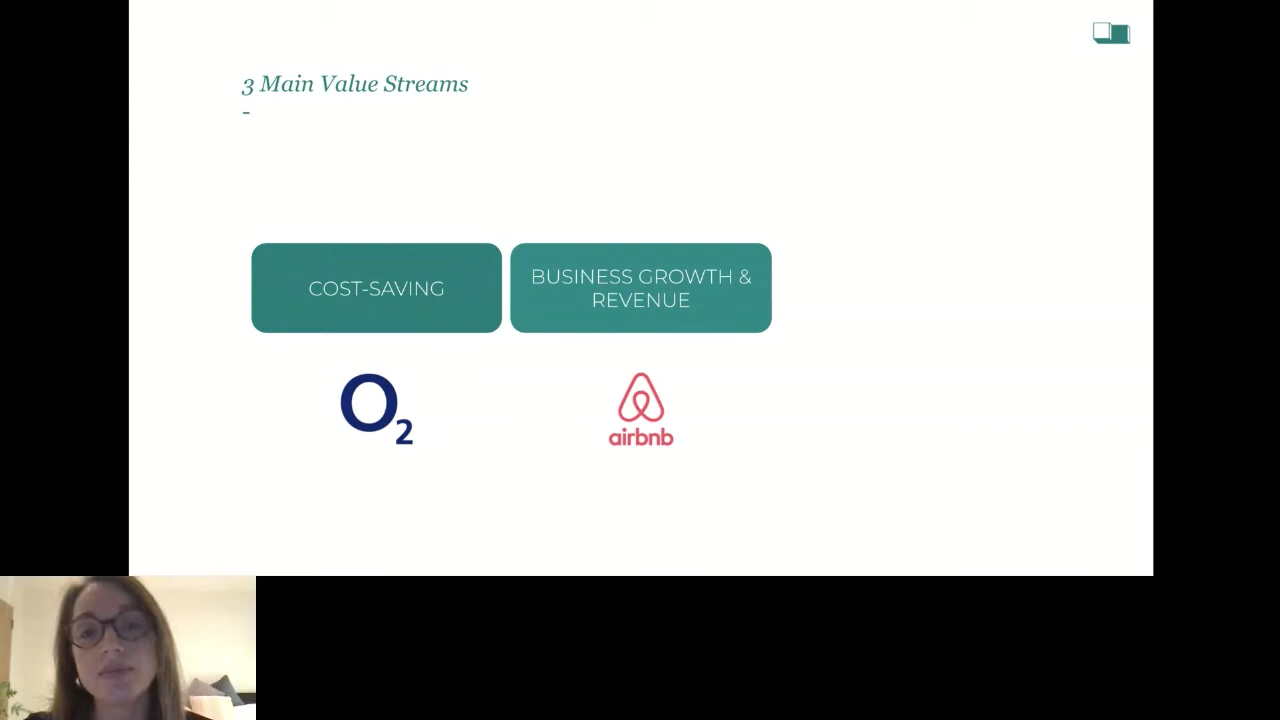 3 Main Value Streams
-
COST-SAVING
BUSINESS GROWTH &
REVENUE
O2
airbnb